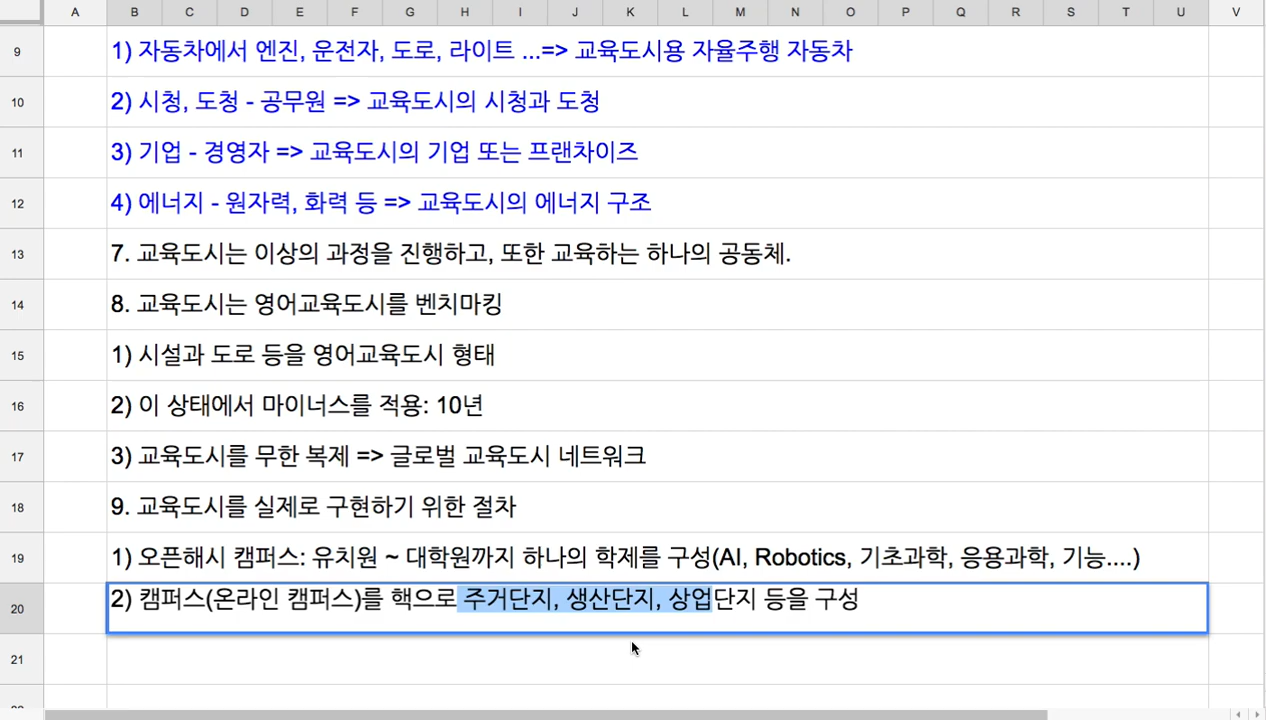 A B C D E F G H I J K L M N O P Q R S T U V
9 1) 자동차에서 엔진, 운전자, 도로, 라이트 ...=> 교육도시용 자율주행 자동차
10 2) 시청, 도청 - 공무원 => 교육도시의 시청과 도청
11 3) 기업 - 경영자 => 교육도시의 기업 또는 프랜차이즈
12 4) 에너지 - 원자력, 화력 등 => 교육도시의 에너지 구조
13 7. 교육도시는 이상의 과정을 진행하고, 또한 교육하는 하나의 공동체.
14 8. 교육도시는 영어교육도시를 벤치마킹
15 1) 시설과 도로 등을 영어교육도시 형태
16 2) 이 상태에서 마이너스를 적용: 10년
17 3) 교육도시를 무한 복제 => 글로벌 교육도시 네트워크
18 9. 교육도시를 실제로 구현하기 위한 절차
19 1) 오픈해시 캠퍼스: 유치원 ~ 대학원까지 하나의 학제를 구성(AI, Robotics, 기초과학, 응용과학, 기능....)
20 2) 캠퍼스(온라인 캠퍼스)를 핵으로 주거단지, 생산단지, 상업단지 등을 구성
21